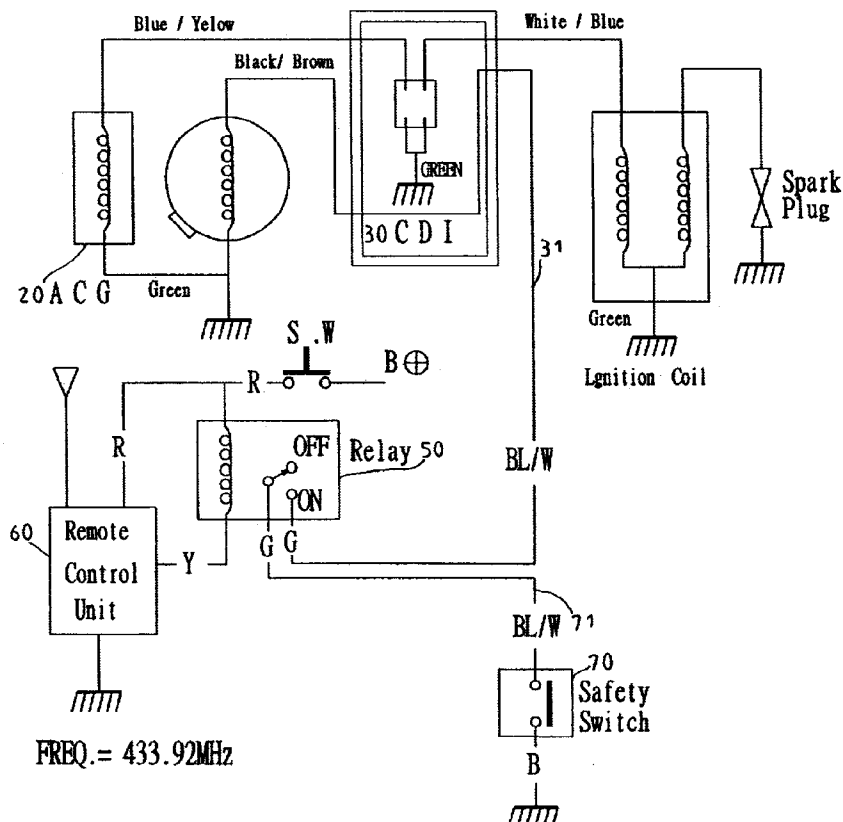 Blue / Yelow
White / Blue
Black/ Brown
GREEN
30 C D I
31
Spark
Plug
20 A C G
Green
Green
Lgnition Coil
S .W
R
B⊕
R
OFF
Relay 50
ON
BL/W
60
Remote
Control
Unit
Y
G
G
BL/W
71
70
Safety
Switch
B
FREQ.= 433.92MHz